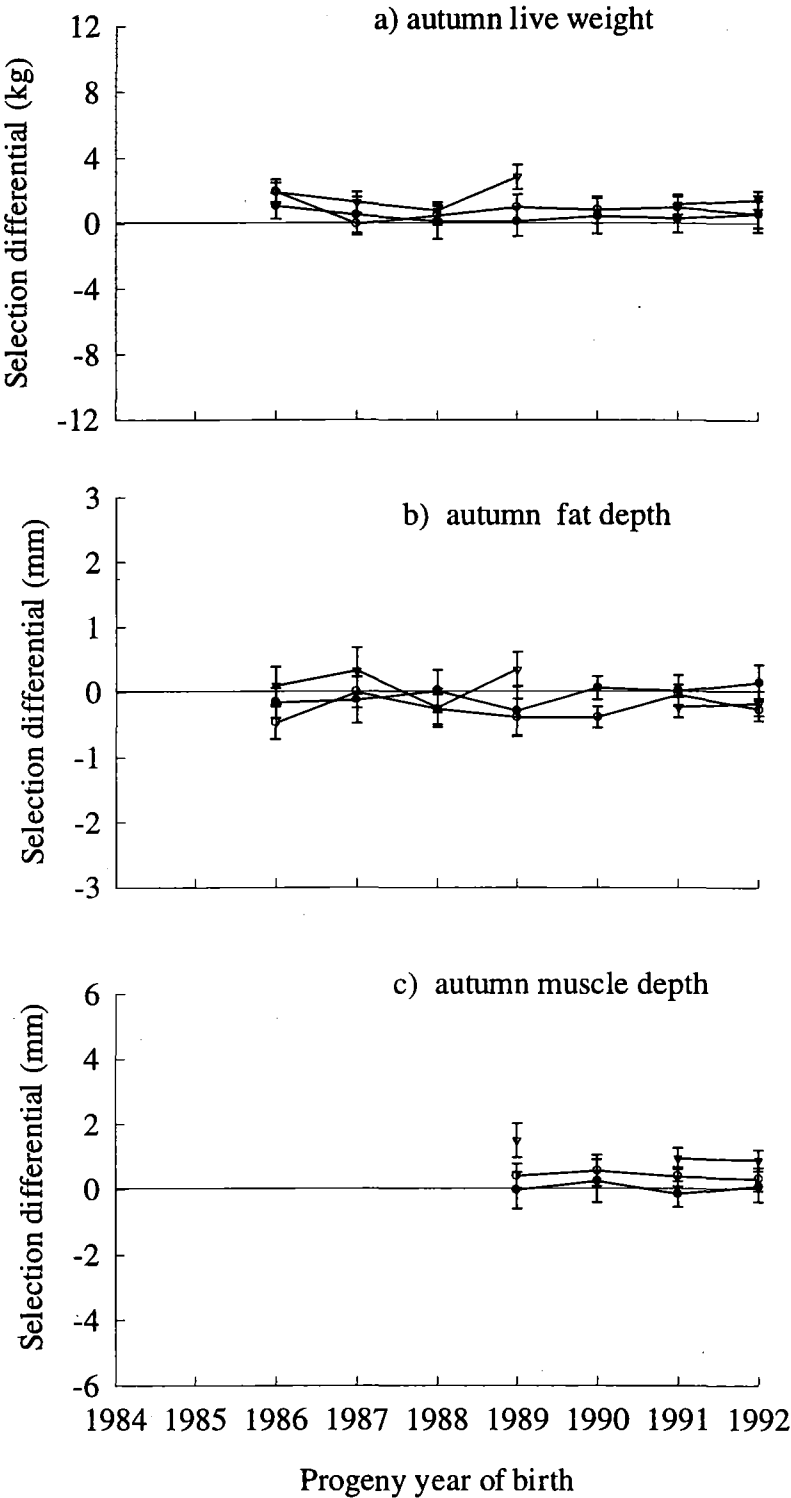 a) autumn live weight
Selection differential (kg)
12
8
4
0
-4
-8
-12
b) autumn fat depth
Selection differential (mm)
3
2
1
0
-1
-2
-3
c) autumn muscle depth
Selection differential (mm)
6
4
2
0
-2
-4
-6
1984 1985 1986 1987 1988 1989 1990 1991 1992
Progeny year of birth